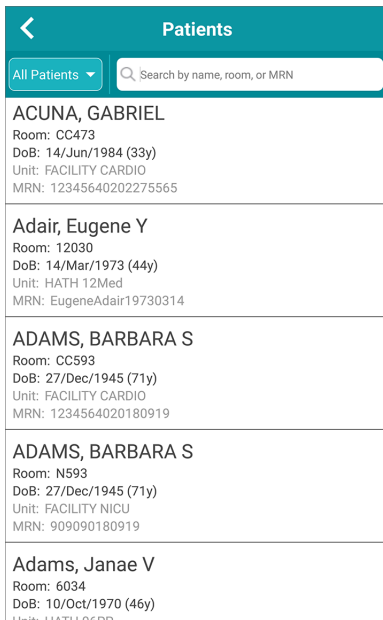 Patients
All Patients
Search by name, room, or MRN
ACUNA, GABRIEL
Room: CC473
DoB: 14/Jun/1984 (33y)
Unit: FACILITY CARDIO
MRN: 12345640202275565
Adair, Eugene Y
Room: 12030
DoB: 14/Mar/1973 (44y)
Unit: HATH 12Med
MRN: EugeneAdair19730314
ADAMS, BARBARA S
Room: CC593
DoB: 27/Dec/1945 (71y)
Unit: FACILITY CARDIO
MRN: 1234564020180919
ADAMS, BARBARA S
Room: N593
DoB: 27/Dec/1945 (71y)
Unit: FACILITY NICU
MRN: 909090180919
Adams, Janae V
Room: 6034
DoB: 10/Oct/1970 (46y)
Unit: HATH